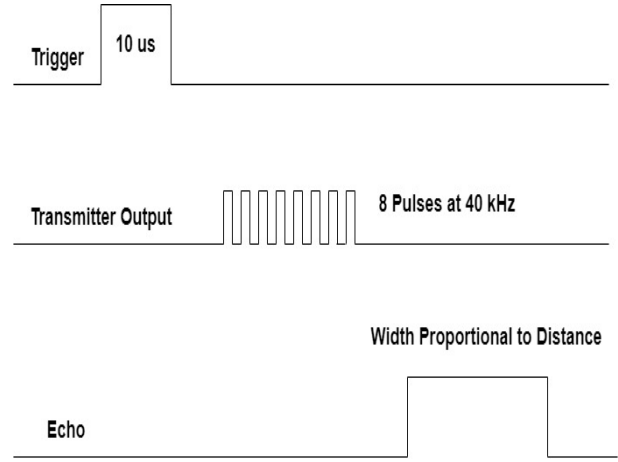 10 us
Trigger
8 Pulses at 40 kHz
Transmitter Output
Width Proportional to Distance
Echo